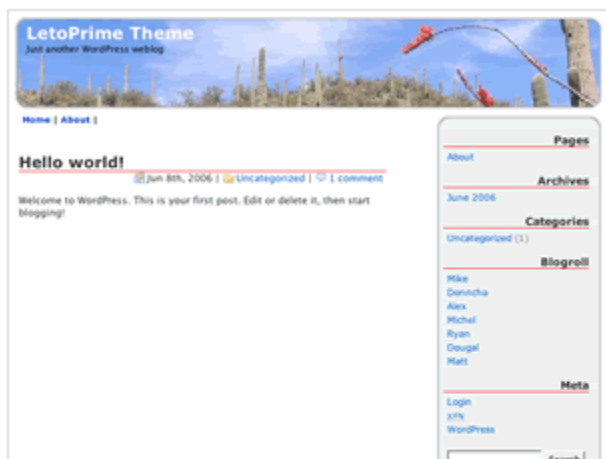 LetoPrime Theme
Just another WordPress weblog
Home | About |
Hello world!
Jun 8th, 2006 | Uncategorized | 1 comment
Welcome to WordPress. This is your first post. Edit or delete it, then start
blogging!
Pages
About
Archives
June 2006
Categories
Uncategorized (1)
Blogroll
Mike
Donncha
Alex
Michel
Ryan
Dougal
Matt
Meta
Login
XFN
WordPress
Search